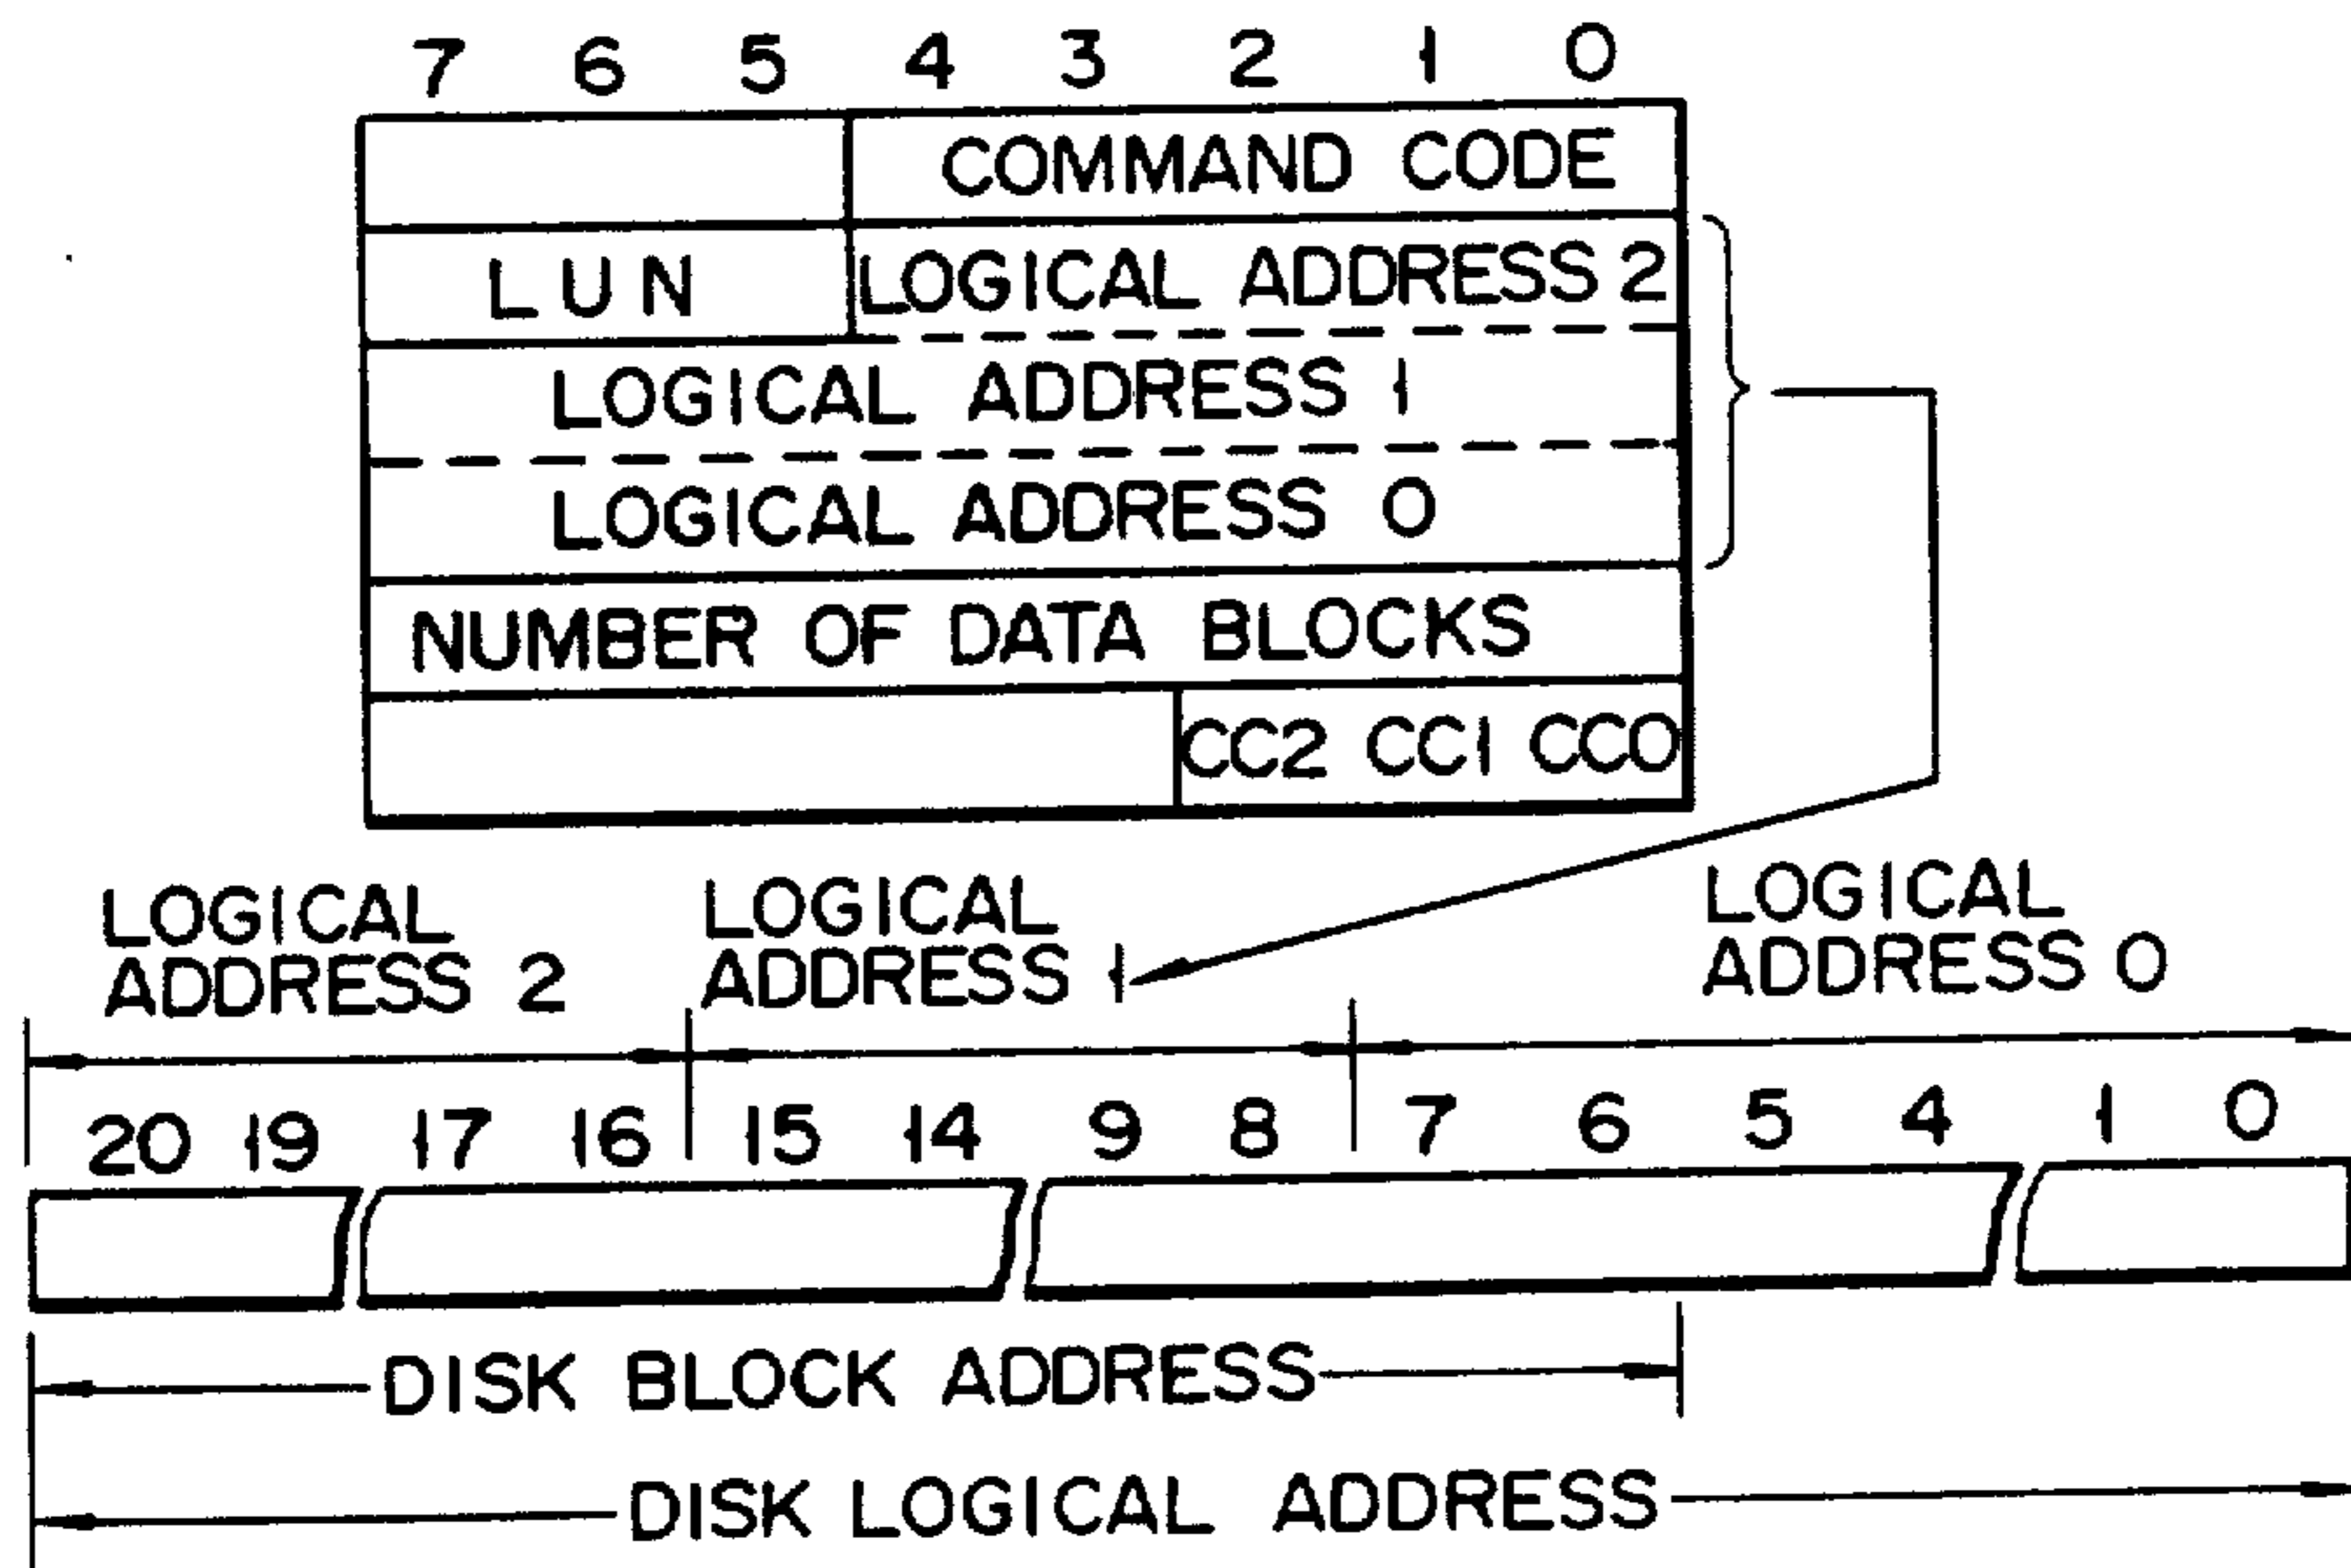 7 6 5 4 3 2 1 0
COMMAND CODE
LUN LOGICAL ADDRESS 2
LOGICAL ADDRESS 1
LOGICAL ADDRESS 0
NUMBER OF DATA BLOCKS
CC2 CC1 CC0
LOGICAL ADDRESS 2
LOGICAL ADDRESS 1
LOGICAL ADDRESS 0
20 19 17 16 15 14 9 8 7 6 5 4 1 0
DISK BLOCK ADDRESS
DISK LOGICAL ADDRESS